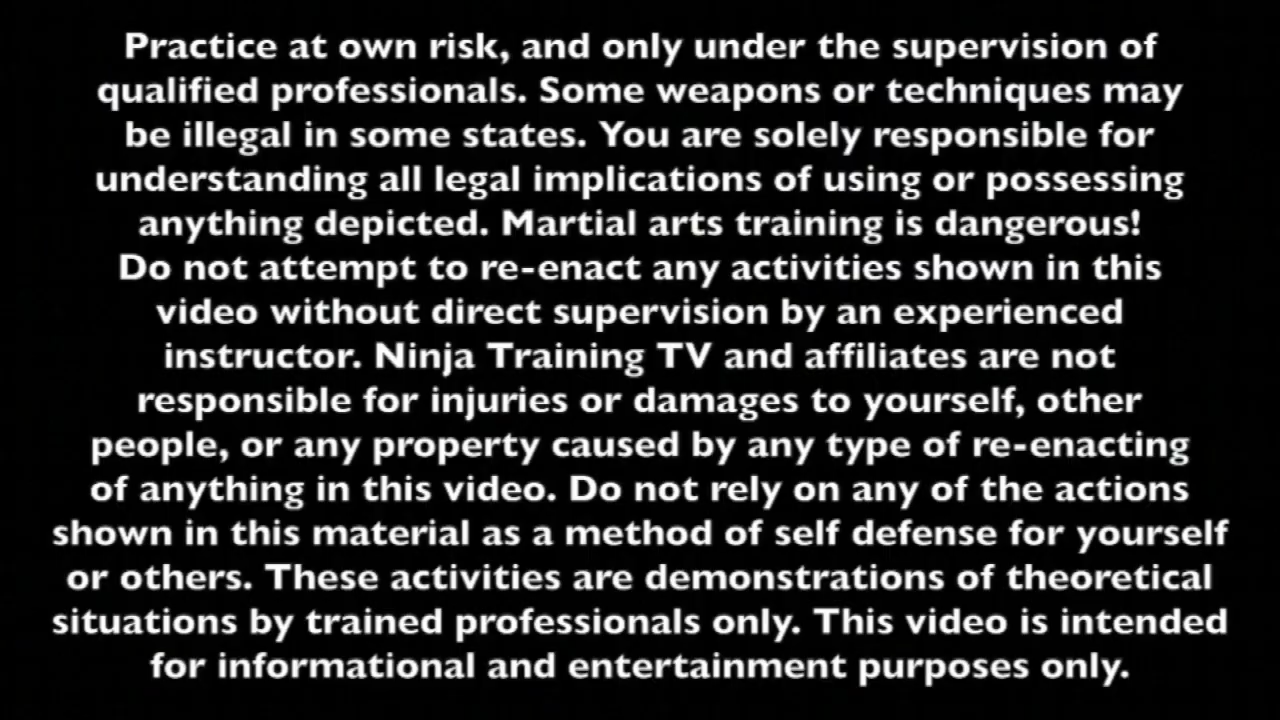 Practice at own risk, and only under the supervision of
qualified professionals. Some weapons or techniques may
be illegal in some states. You are solely responsible for
understanding all legal implications of using or possessing
anything depicted. Martial arts training is dangerous!
Do not attempt to re-enact any activities shown in this
video without direct supervision by an experienced
instructor. Ninja Training TV and affiliates are not
responsible for injuries or damages to yourself, other
people, or any property caused by any type of re-enacting
of anything in this video. Do not rely on any of the actions
shown in this material as a method of self defense for yourself
or others. These activities are demonstrations of theoretical
situations by trained professionals only. This video is intended
for informational and entertainment purposes only.